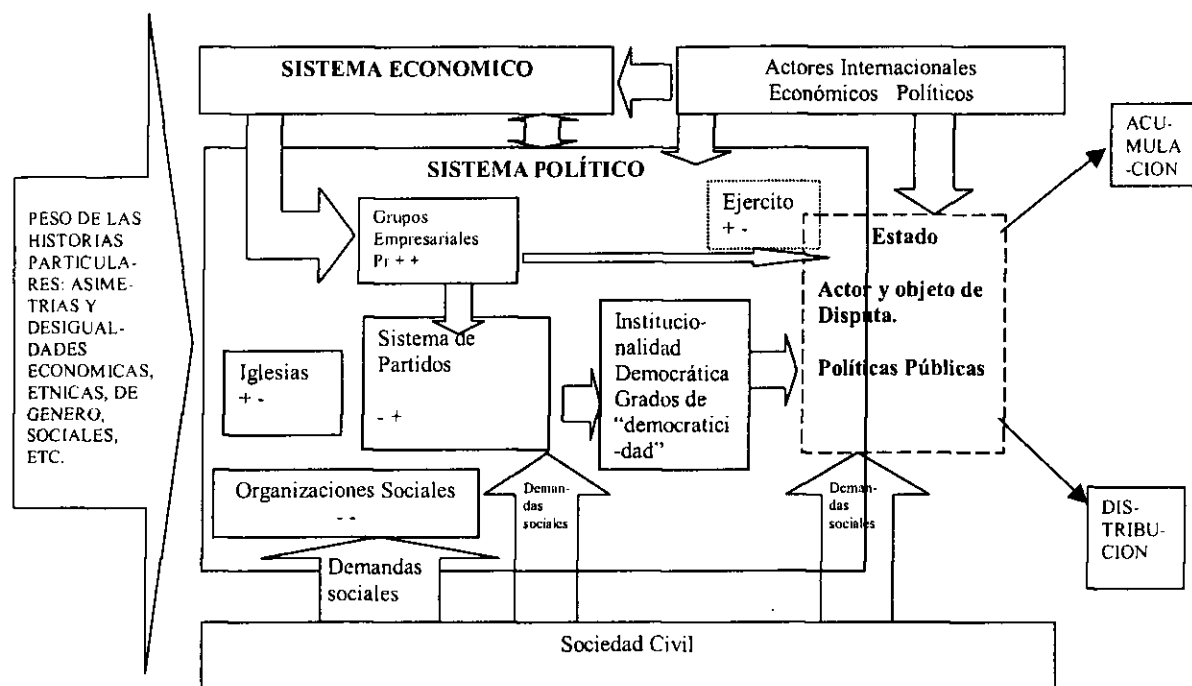 SISTEMA ECONOMICO
Actores Internacionales
Económicos Políticos
ACU-
MULA
-CION
PESO DE LAS
HISTORIAS
PARTICULA-
RES: ASIME-
TRIAS Y
DESIGUAL-
DADES
ECONOMICAS,
ETNICAS, DE
GENERO,
SOCIALES,
ETC.
SISTEMA POLÍTICO
Grupos
Empresariales
Pr + +
Ejercito
+ -
Estado
Actor y objeto de
Disputa.
Políticas Públicas
Iglesias
+ -
Sistema de
Partidos
- +
Institucio-
nalidad
Democrática
Grados de
“democratici
-dad”
Organizaciones Sociales
- -
Deman-
das
sociales
Deman-
das
sociales
DIS-
TRIBU-
CION
Demandas
sociales
Sociedad Civil